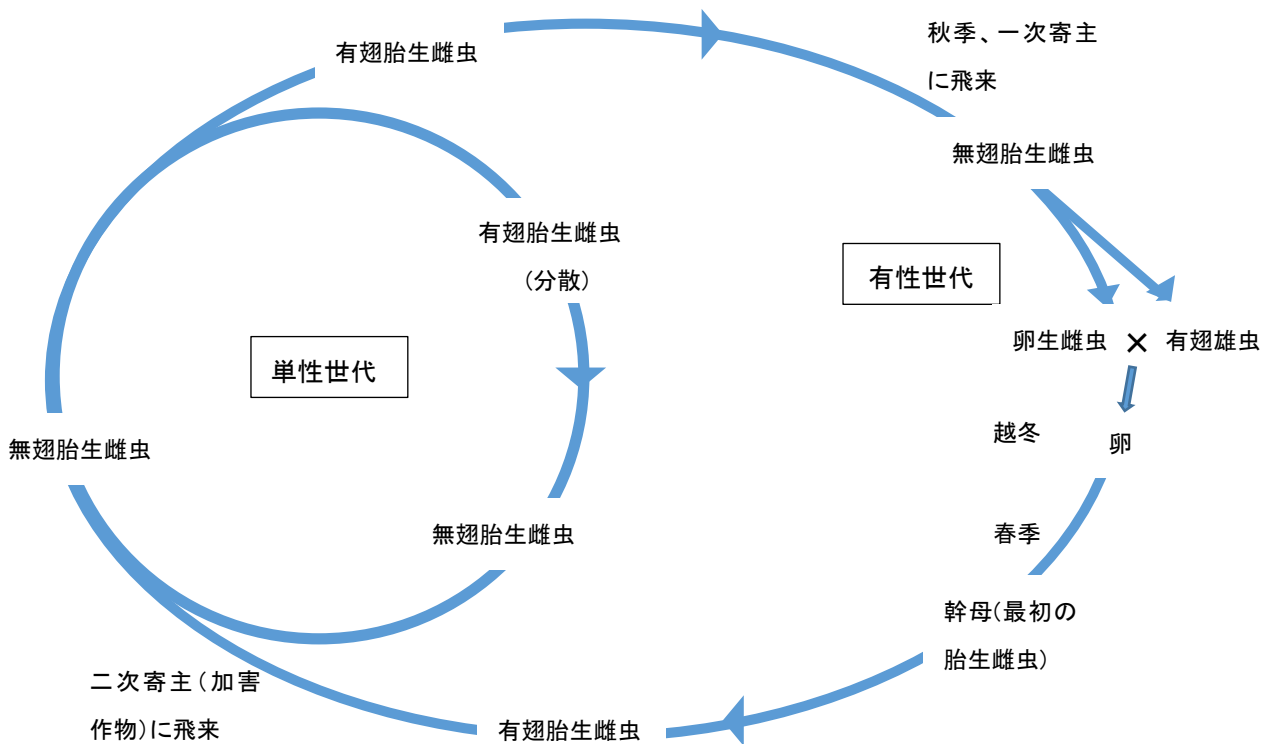 有翅胎生雌虫
秋季、一次寄主
に飛来
無翅胎生雌虫
有翅胎生雌虫
(分散)
有性世代
卵生雌虫 × 有翅雄虫
単性世代
越冬 卵
無翅胎生雌虫
無翅胎生雌虫
春季
幹母(最初の
胎生雌虫)
二次寄主(加害
作物)に飛来
有翅胎生雌虫